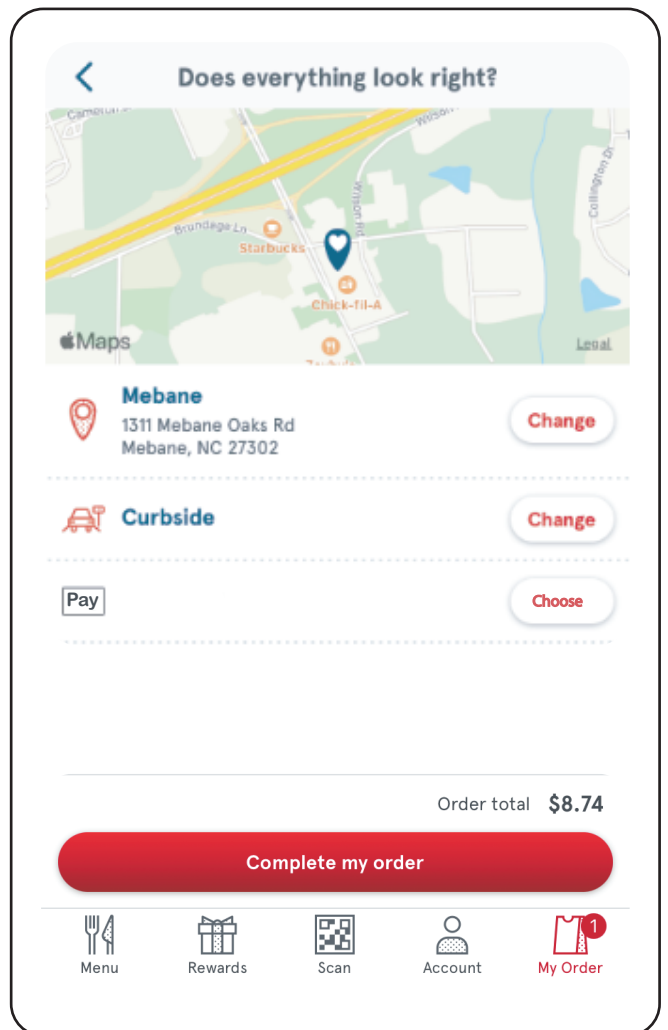 Does everything look right?
Wilson
Brundage Ln
Wilson Rd
Collington Dr
Starbucks
Chick-fil-A
Maps
Legal
Mebane
1311 Mebane Oaks Rd
Mebane, NC 27302
Change
Curbside
Change
Pay
Choose
Order total $8.74
Complete my order
Menu
Rewards
Scan
Account
My Order
1